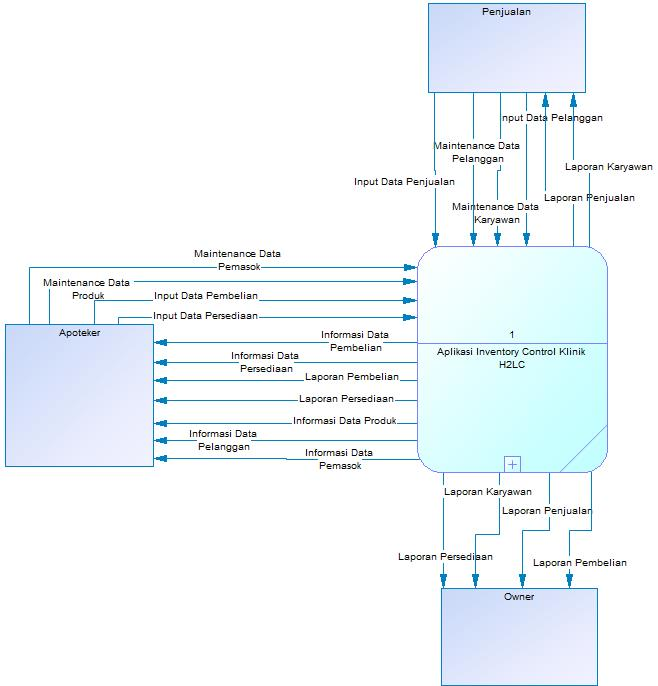 Penjualan
nput Data Pelanggan
Maintenance Data
Pelanggan
Laporan Karyawan
Input Data Penjualan
Laporan Penjualan
Maintenance Data
Karyawan
Maintenance Data
Pemasok
Maintenance Data
Produk
Input Data Pembelian
Input Data Persediaan
Apoteker
Informasi Data
Pembelian
Informasi Data
Persediaan
Laporan Pembelian
Laporan Persediaan
Informasi Data Produk
Informasi Data
Pelanggan
Informasi Data
Pemasok
1
Aplikasi Inventory Control Klinik
H2LC
Laporan Karyawan
Laporan Penjualan
Laporan Persediaan
Laporan Pembelian
Owner